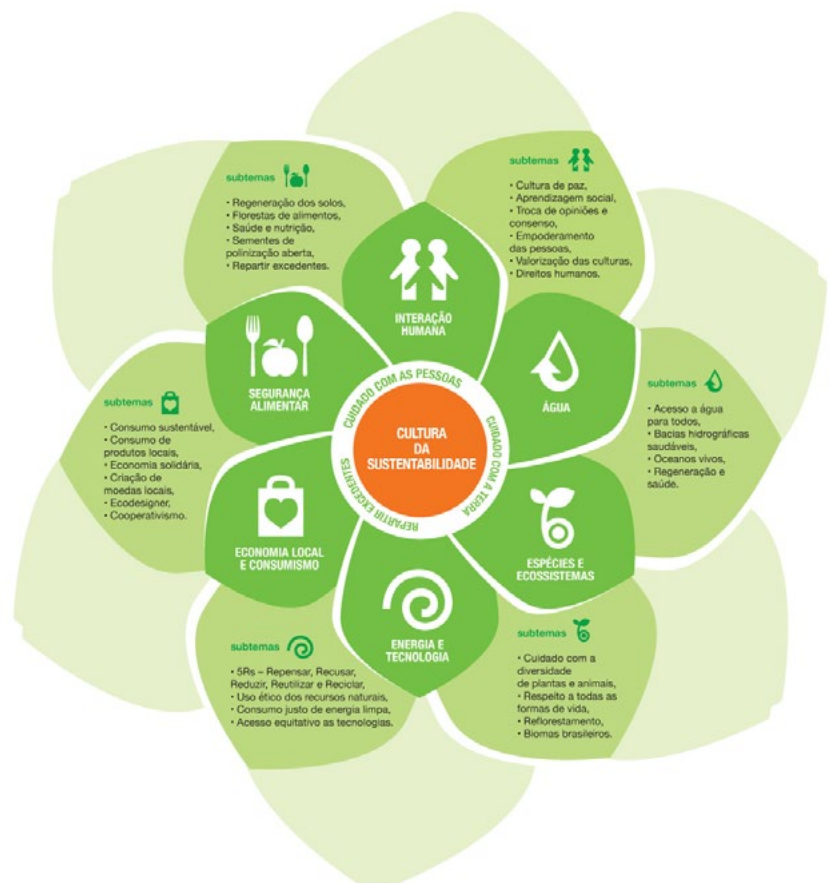 CULTURA
DA
SUSTENTABILIDADE
CUIDADO COM AS PESSOAS
CUIDADO COM A TERRA
REPARTIR EXCEDENTES
INTERAÇÃO
HUMANA
subtemas
• Cultura de paz,
• Aprendizagem social,
• Troca de opiniões e
consenso,
• Empoderamento
das pessoas,
• Valorização das culturas,
• Direitos humanos.
ÁGUA
subtemas
• Acesso a água
para todos,
• Bacias hidrográficas
saudáveis,
• Oceanos vivos,
• Regeneração e
saúde.
ESPÉCIES E
ECOSSISTEMAS
subtemas
• Cuidado com a
diversidade
de plantas e animais,
• Respeito a todas as
formas de vida,
• Reflorestamento,
• Biomas brasileiros.
ENERGIA E
TECNOLOGIA
subtemas
• 5Rs – Repensar, Recusar,
Reduzir, Reutilizar e Reciclar,
• Uso ético dos recursos naturais,
• Consumo justo de energia limpa,
• Acesso equitativo as tecnologias.
ECONOMIA LOCAL
E CONSUMISMO
subtemas
• Consumo sustentável,
• Consumo de
produtos locais,
• Economia solidária,
• Criação de
moedas locais,
• Ecodesigner,
• Cooperativismo.
SEGURANÇA
ALIMENTAR
subtemas
• Regeneração dos solos,
• Florestas de alimentos,
• Saúde e nutrição,
• Sementes de
polinização aberta,
• Repartir excedentes.